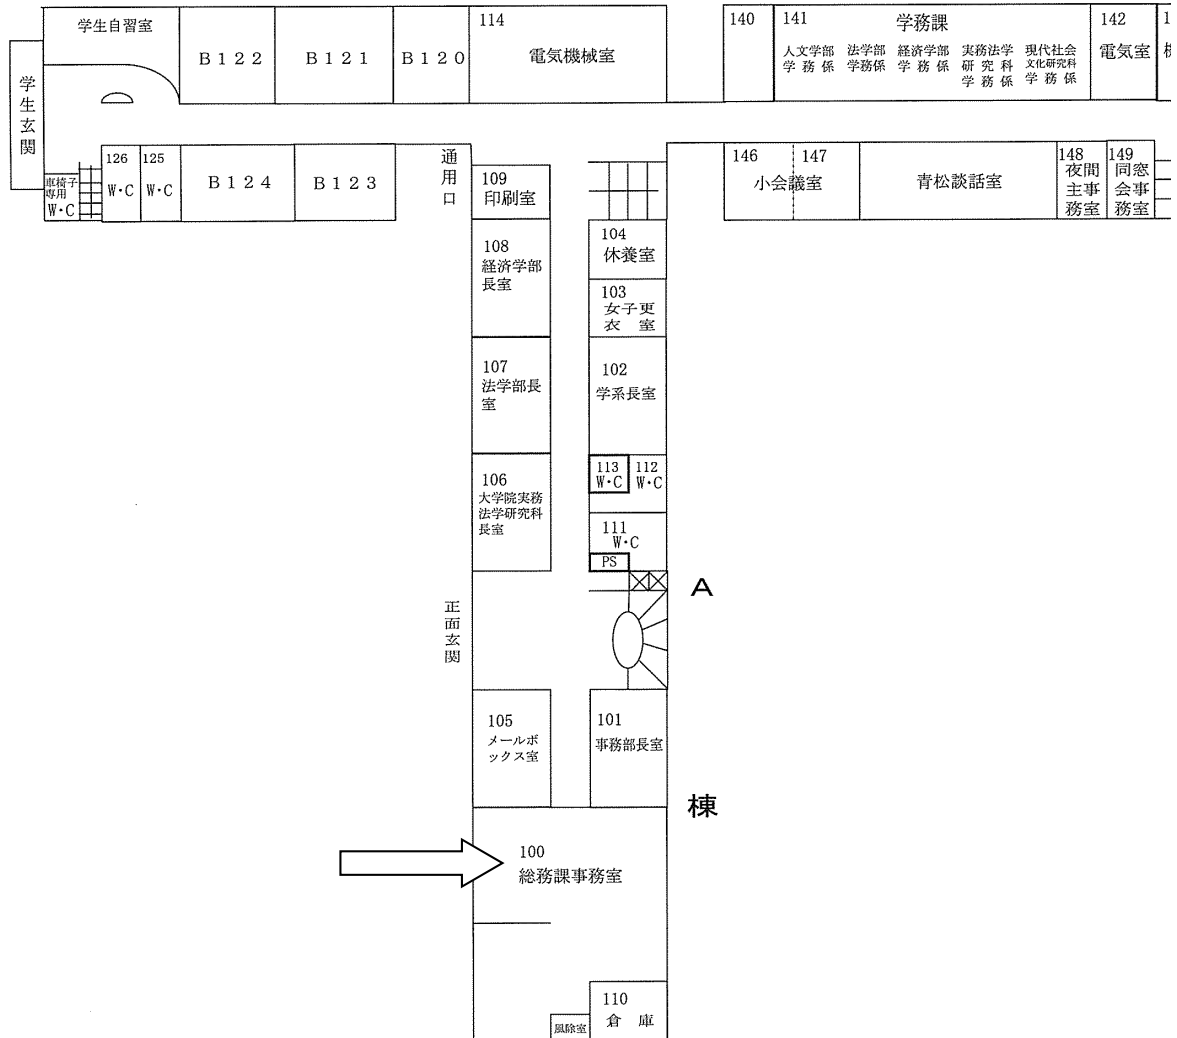 学生自習室
Ｂ１２２
Ｂ１２１
Ｂ１２０
114
電気機械室
140
141
学務課
人文学部
学務係
法学部
学務係
経済学部
学務係
実務法学
研究科
学務係
現代社会
文化研究科
学務係
142
電気室
学生玄関
車椅子
専用
W・C
126
W・C
125
W・C
Ｂ１２４
Ｂ１２３
通用口
109
印刷室
146
147
小会議室
青松談話室
148
夜間
主事
務室
149
同窓
会事
務室
108
経済学部
長室
104
休養室
103
女子更
衣室
107
法学部長
室
102
学系長室
106
大学院実務
法学研究科
長室
113
W・C
112
W・C
111
W・C
PS
A
正面玄関
105
メールボ
ックス室
101
事務部長室
棟
100
総務課事務室
110
倉庫
風除室